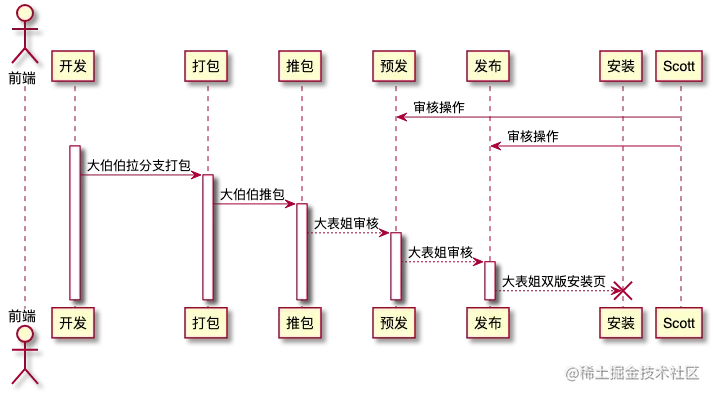 前端
开发
打包
推包
预发
发布
安装
Scott
审核操作
审核操作
大伯伯拉分支打包
大伯伯推包
大表姐审核
大表姐审核
大表姐双版安装页
前端
开发
打包
推包
预发
发布
安装
Scott
@稀土掘金技术社区